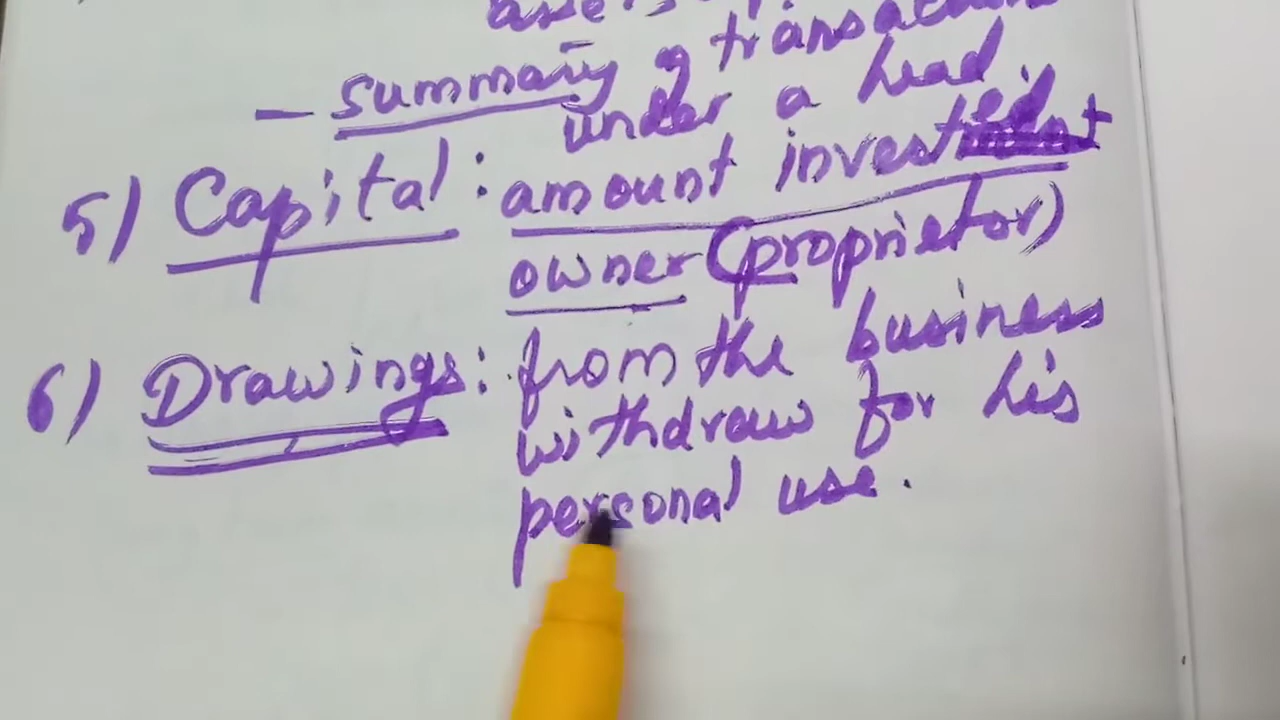 - summary of transaction
under a head.
5) Capital : amount invested
owner (proprietor)
6) Drawings : from the business
withdraw for his
personal use.